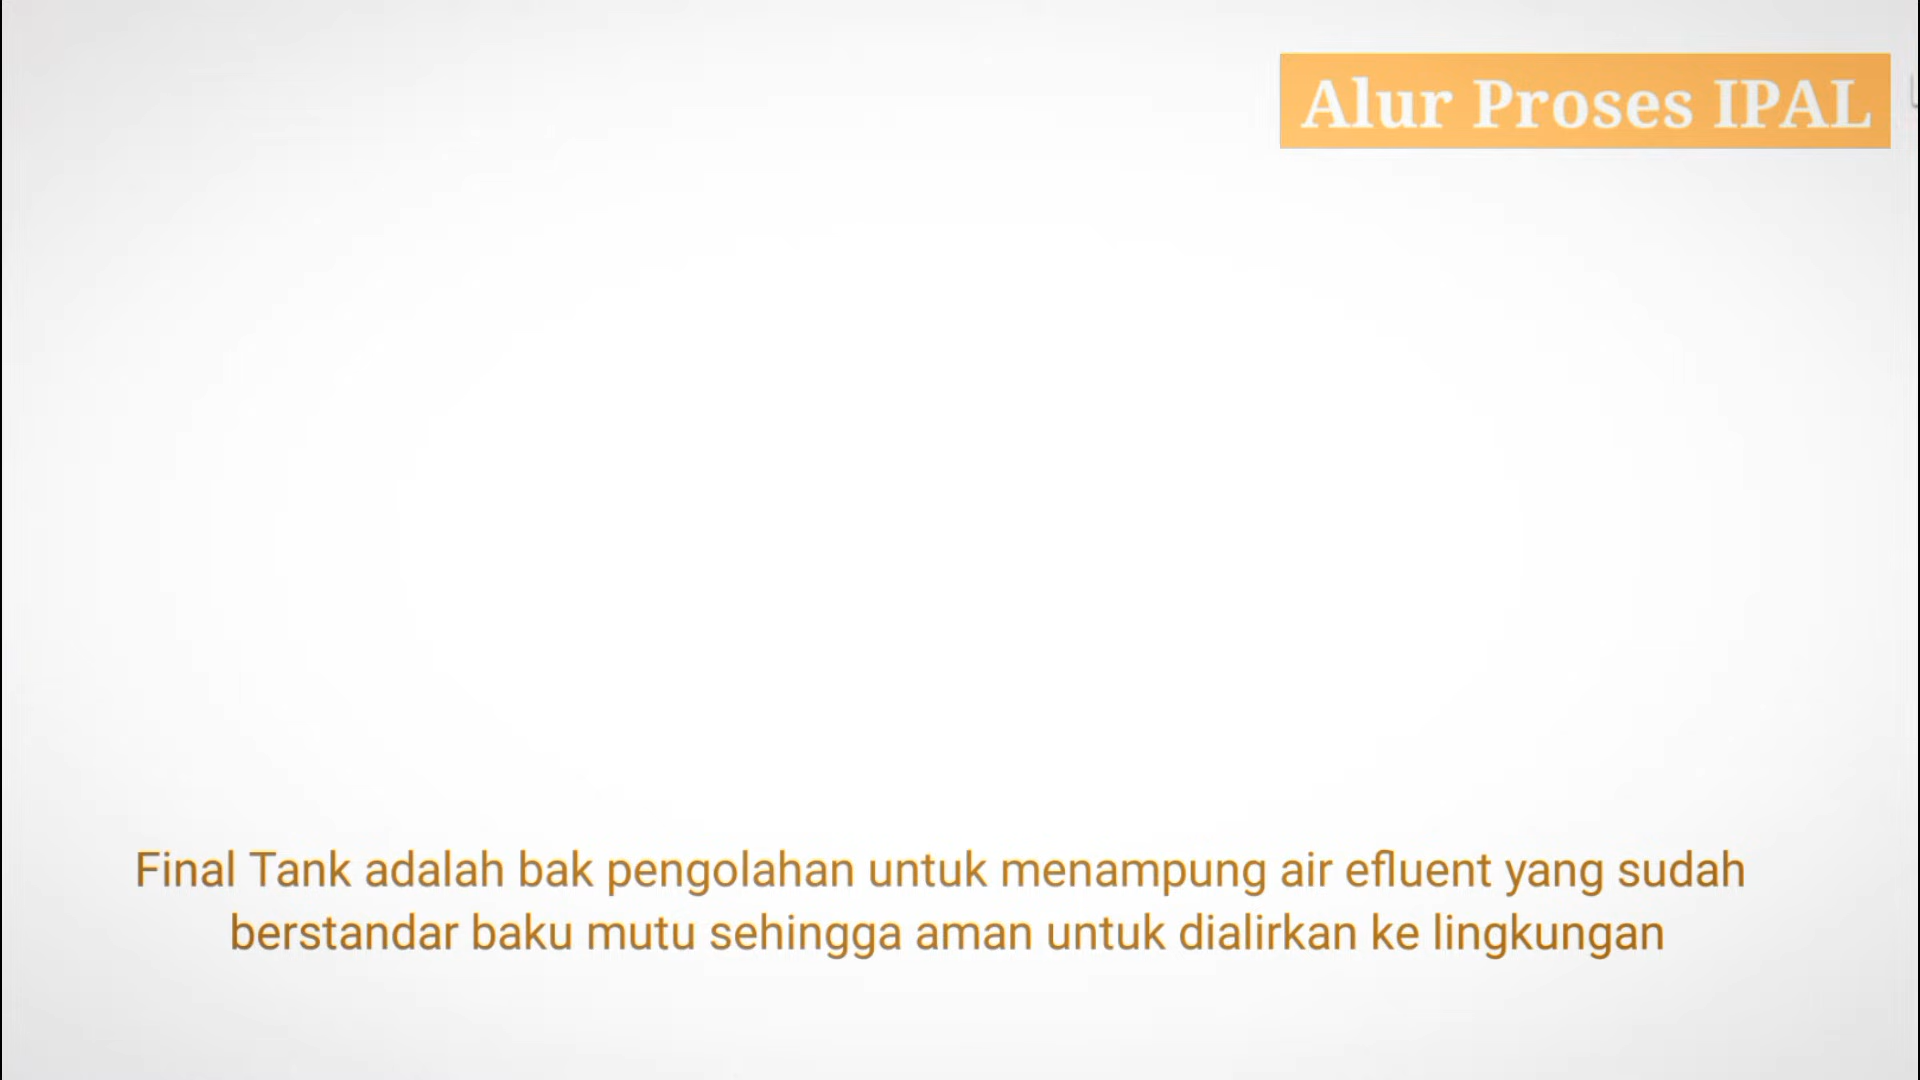 Alur Proses IPAL
Final Tank adalah bak pengolahan untuk menampung air efluent yang sudah
berstandar baku mutu sehingga aman untuk dialirkan ke lingkungan